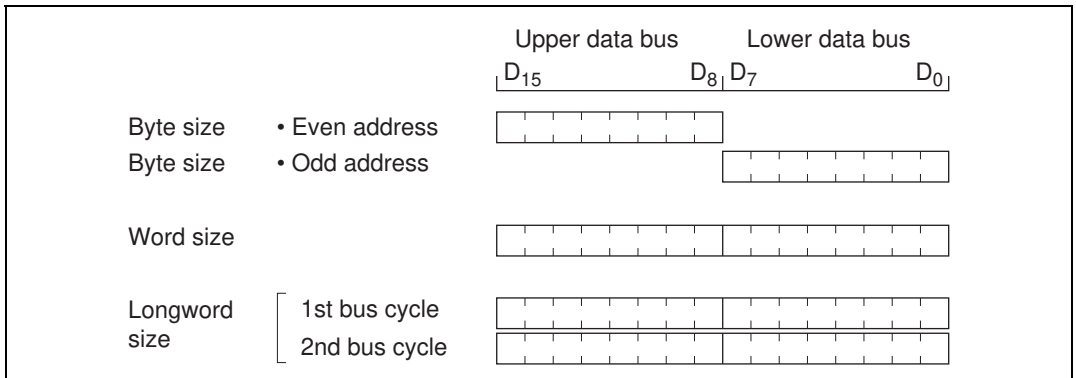 Upper data bus Lower data bus
D15 D8 D7 D0
Byte size • Even address
Byte size • Odd address
Word size
Longword size
1st bus cycle
2nd bus cycle